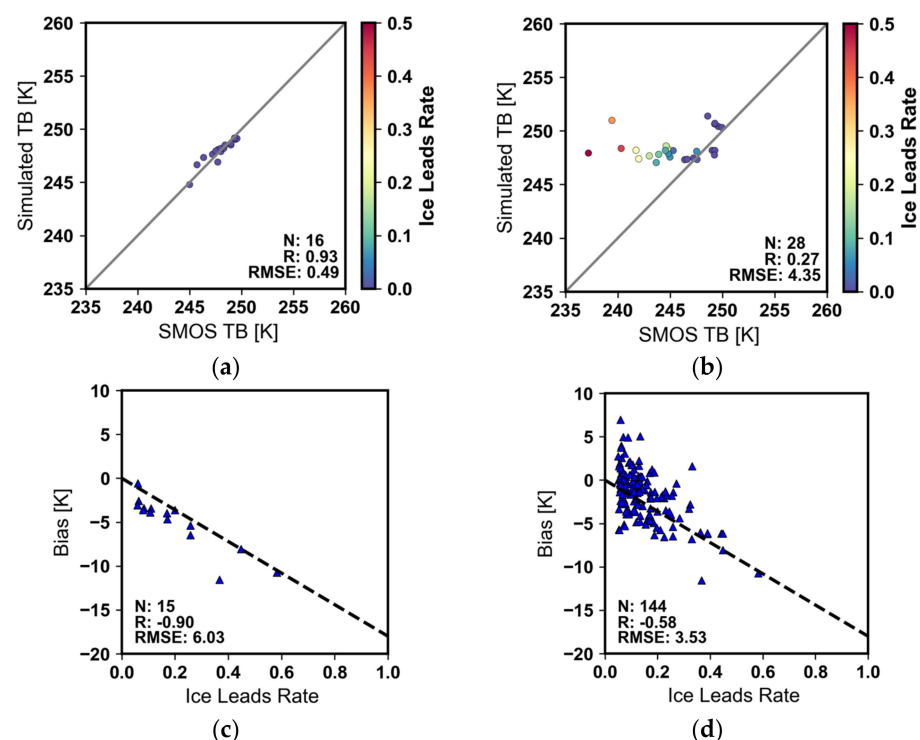 260
255
250
245
240
235
Simulated TB [K]
235 240 245 250 255 260
SMOS TB [K]
N: 16
R: 0.93
RMSE: 0.49
0.5
0.4
0.3
0.2
0.1
0.0
Ice Leads Rate
(a)
260
255
250
245
240
235
Simulated TB [K]
235 240 245 250 255 260
SMOS TB [K]
N: 28
R: 0.27
RMSE: 4.35
0.5
0.4
0.3
0.2
0.1
0.0
Ice Leads Rate
(b)
10
5
0
−5
−10
−15
−20
Bias [K]
N: 15
R: -0.90
RMSE: 6.03
0.0 0.2 0.4 0.6 0.8 1.0
Ice Leads Rate
(c)
10
5
0
−5
−10
−15
−20
Bias [K]
N: 144
R: -0.58
RMSE: 3.53
0.0 0.2 0.4 0.6 0.8 1.0
Ice Leads Rate
(d)